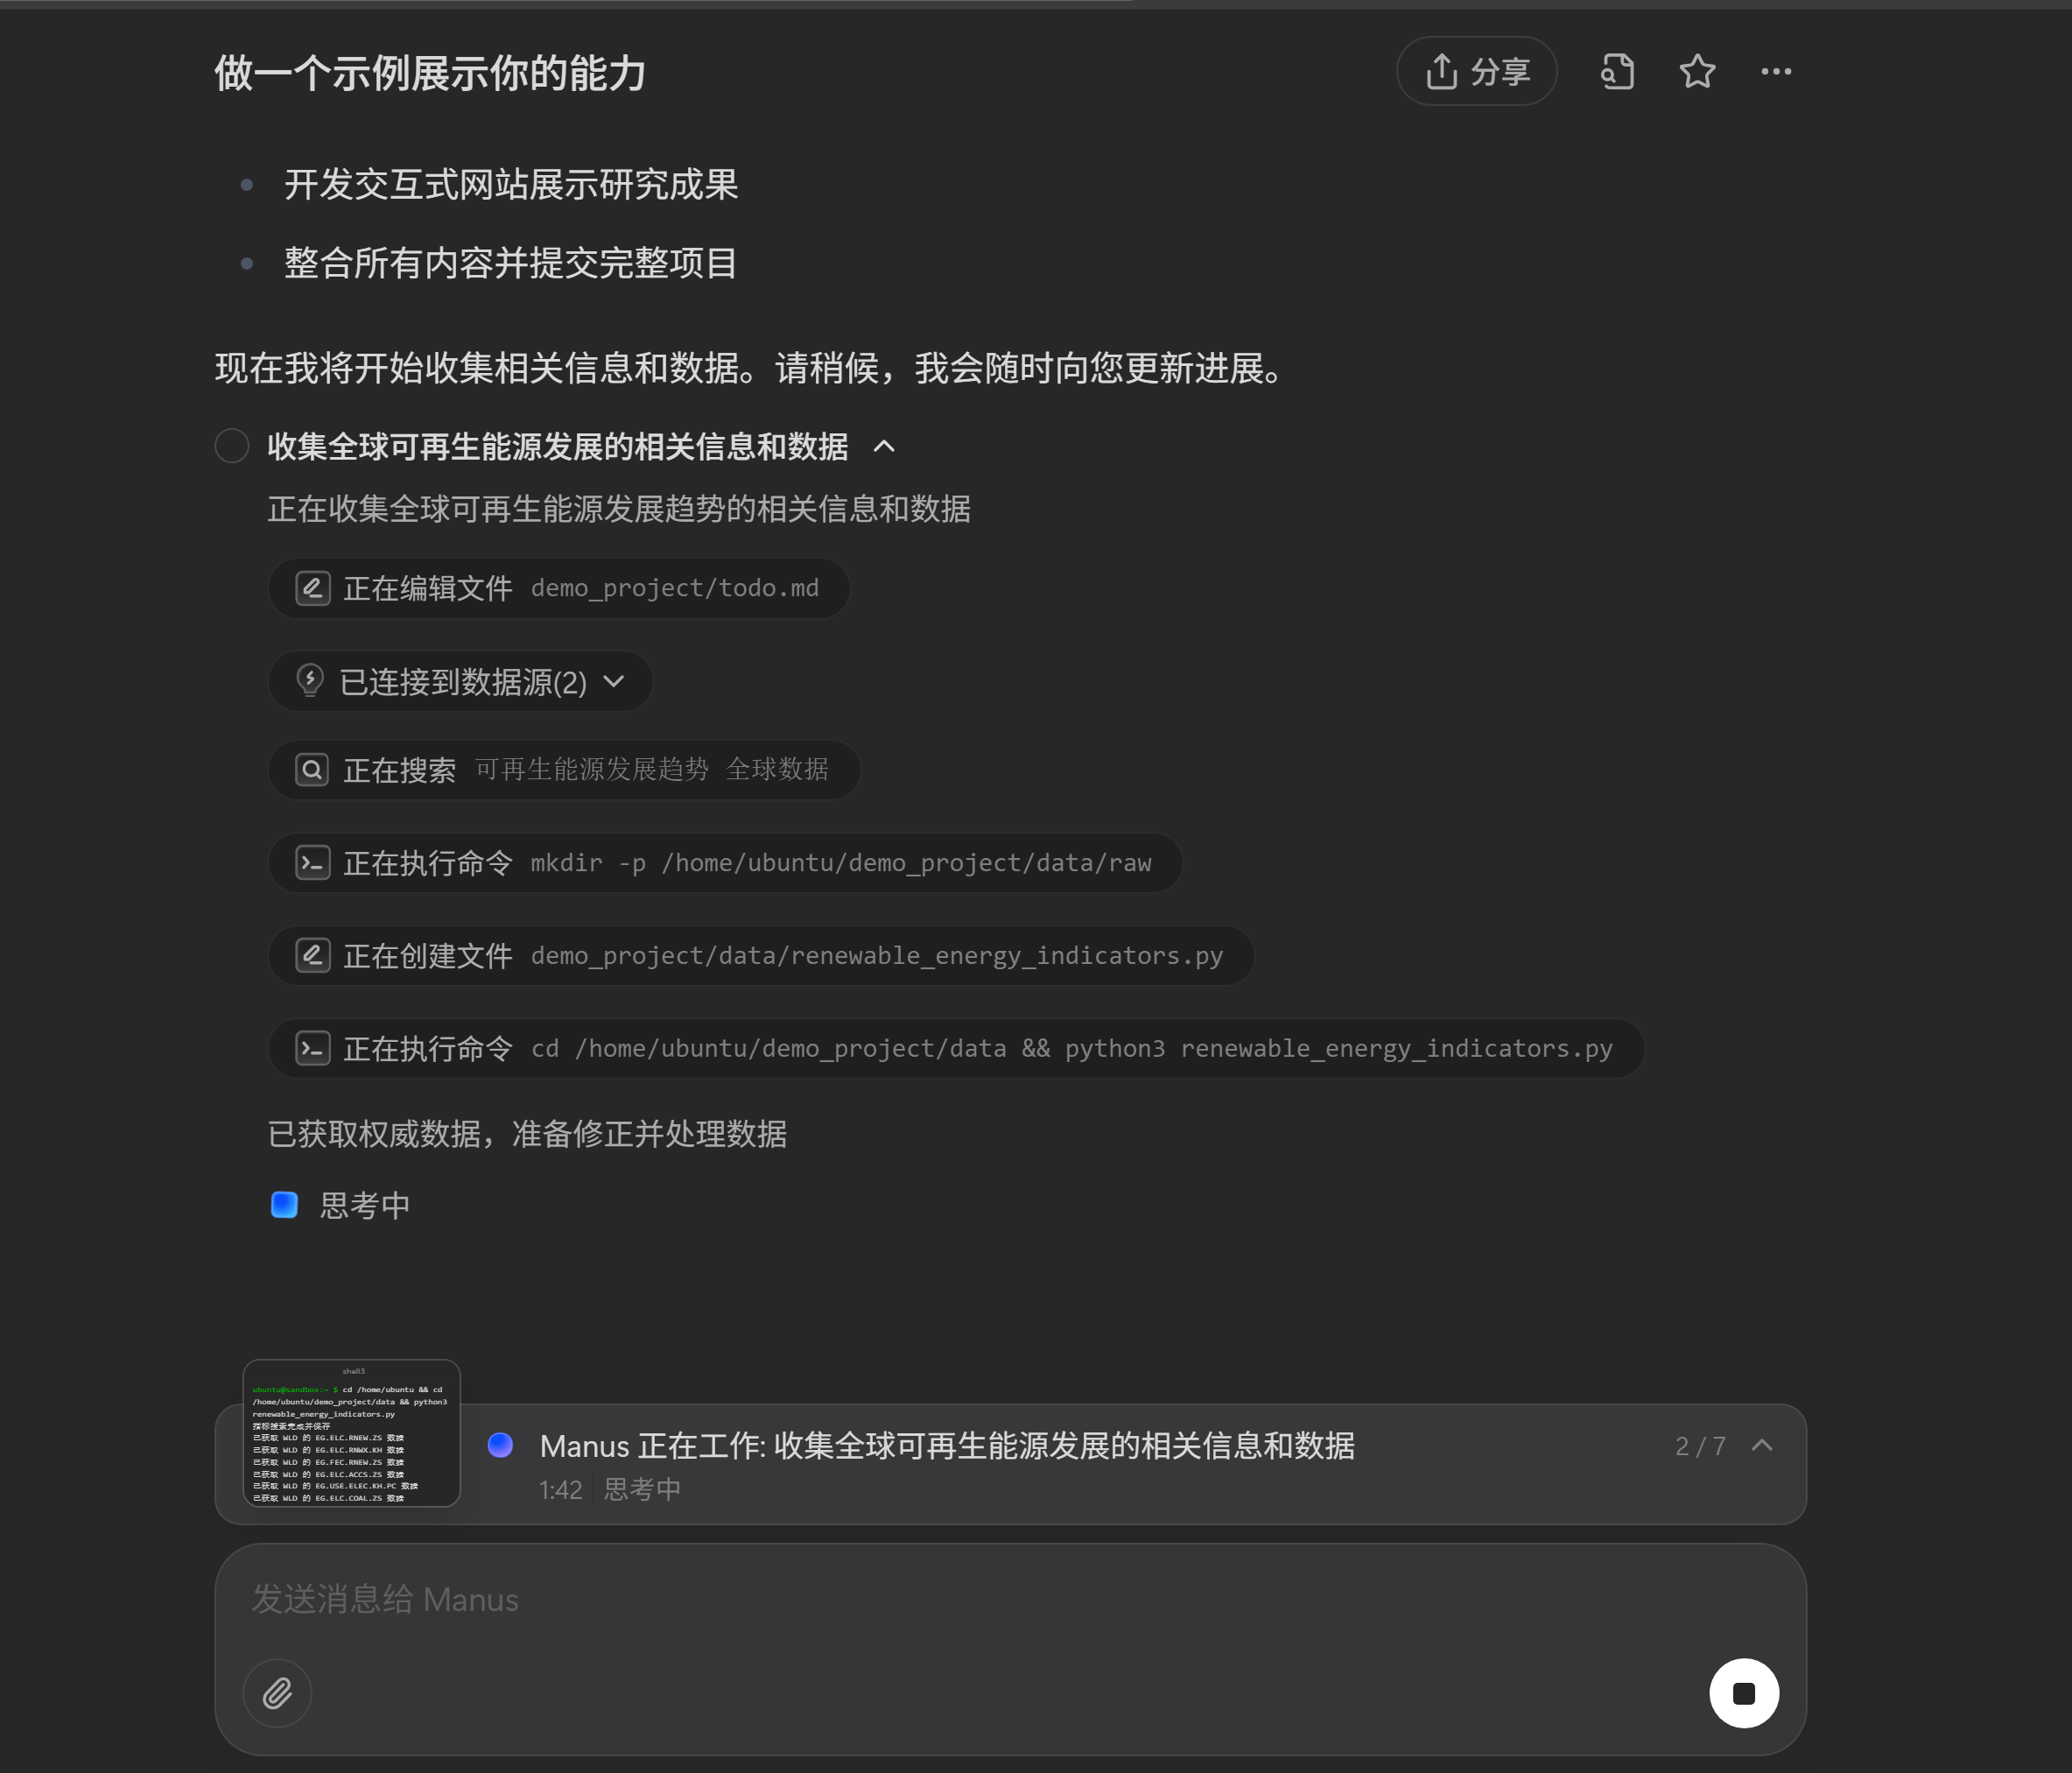 做一个示例展示你的能力
分享
开发交互式网站展示研究成果
整合所有内容并提交完整项目
现在我将开始收集相关信息和数据。请稍候，我会随时向您更新进展。
收集全球可再生能源发展的相关信息和数据
正在收集全球可再生能源发展趋势的相关信息和数据
正在编辑文件 demo_project/todo.md
已连接到数据源(2)
正在搜索 可再生能源发展趋势 全球数据
正在执行命令 mkdir -p /home/ubuntu/demo_project/data/raw
正在创建文件 demo_project/data/renewable_energy_indicators.py
正在执行命令 cd /home/ubuntu/demo_project/data && python3 renewable_energy_indicators.py
已获取权威数据，准备修正并处理数据
思考中
shell3
ubuntu@sandbox:~ $ cd /home/ubuntu && cd
/home/ubuntu/demo_project/data && python3
renewable_energy_indicators.py
指标搜索完成并保存
已获取 WLD 的 EG.ELC.RNEW.ZS 数据
已获取 WLD 的 EG.ELC.RNWX.KH 数据
已获取 WLD 的 EG.FEC.RNEW.ZS 数据
已获取 WLD 的 EG.ELC.ACCS.ZS 数据
已获取 WLD 的 EG.USE.ELEC.KH.PC 数据
已获取 WLD 的 EG.ELC.COAL.ZS 数据
Manus 正在工作: 收集全球可再生能源发展的相关信息和数据
2 / 7
1:42 思考中
发送消息给 Manus